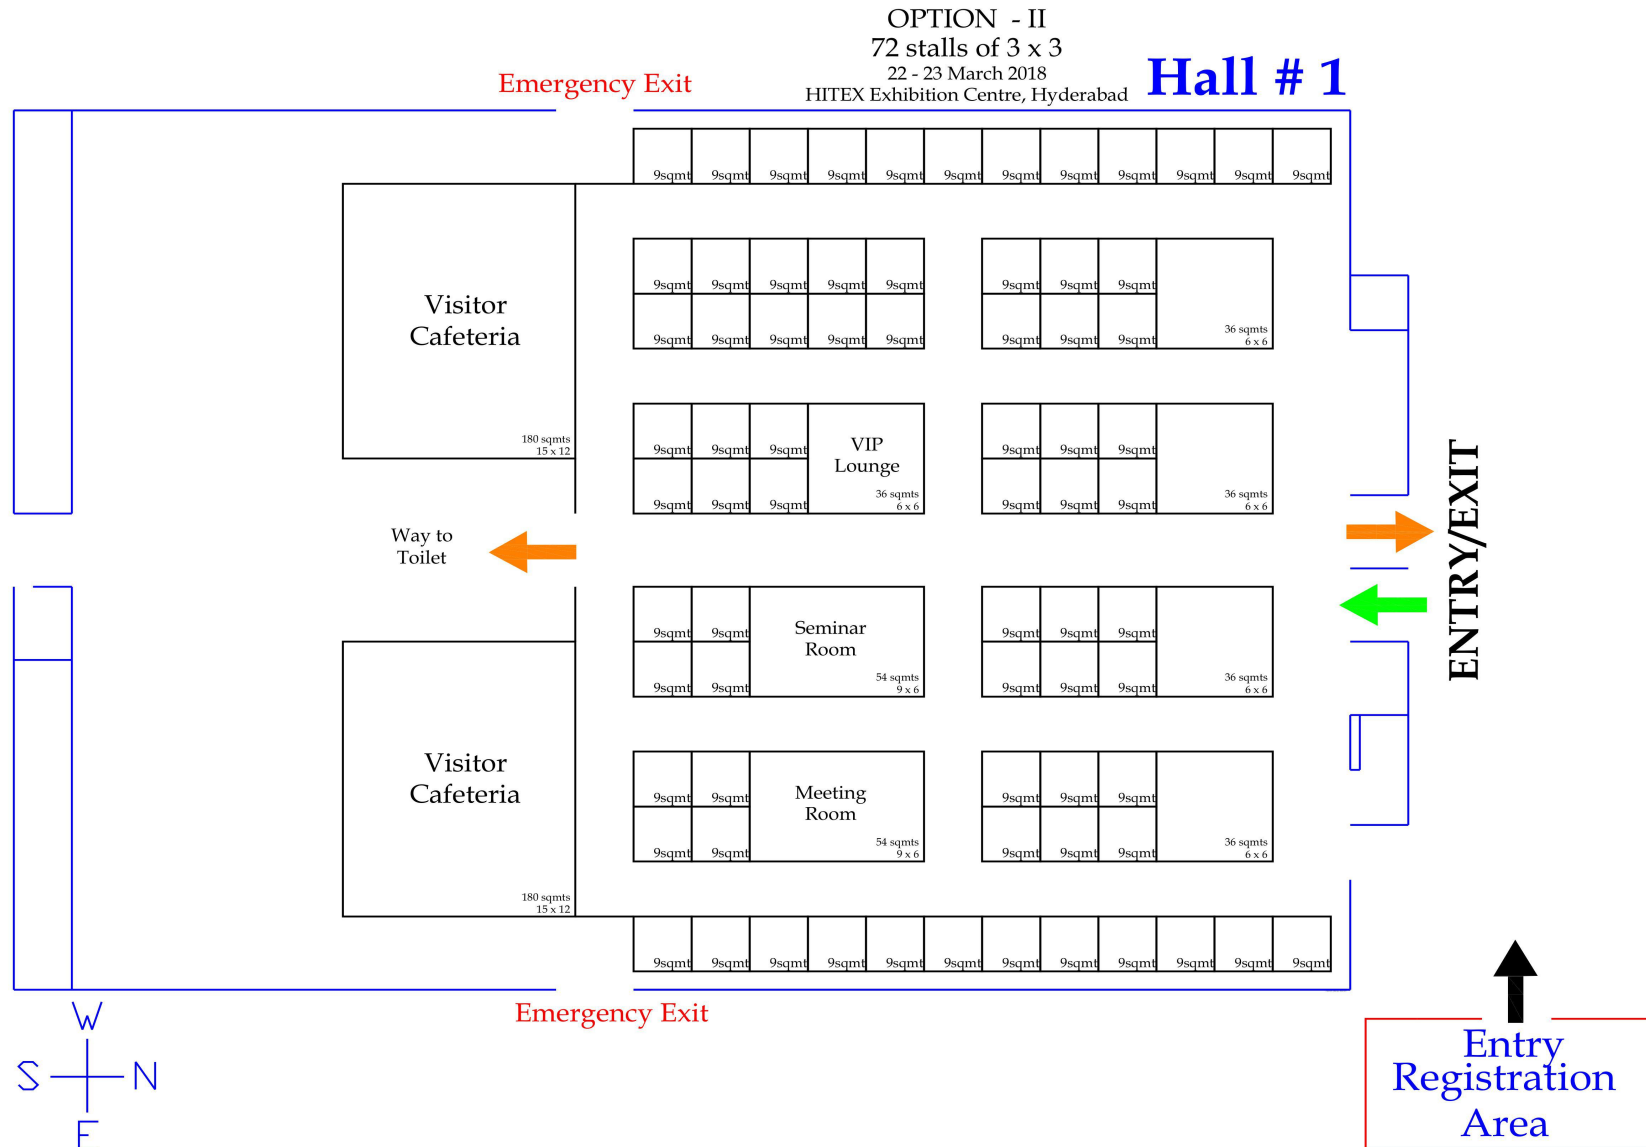 OPTION  - II
72 stalls of 3 x 3
22 - 23 March 2018
HITEX Exhibition Centre, Hyderabad
Hall # 1
Emergency Exit
9sqmt 9sqmt 9sqmt 9sqmt 9sqmt 9sqmt 9sqmt 9sqmt 9sqmt 9sqmt 9sqmt 9sqmt
Visitor
Cafeteria
180 sqmts
15 x 12
9sqmt 9sqmt 9sqmt 9sqmt 9sqmt
9sqmt 9sqmt 9sqmt 9sqmt 9sqmt
9sqmt 9sqmt 9sqmt
9sqmt 9sqmt 9sqmt
36 sqmts
6 x 6
9sqmt 9sqmt 9sqmt
9sqmt 9sqmt 9sqmt
VIP
Lounge
36 sqmts
6 x 6
9sqmt 9sqmt 9sqmt
9sqmt 9sqmt 9sqmt
36 sqmts
6 x 6
Way to
Toilet
ENTRY/EXIT
9sqmt 9sqmt
9sqmt 9sqmt
Seminar
Room
54 sqmts
9 x 6
9sqmt 9sqmt 9sqmt
9sqmt 9sqmt 9sqmt
36 sqmts
6 x 6
Visitor
Cafeteria
180 sqmts
15 x 12
9sqmt 9sqmt
9sqmt 9sqmt
Meeting
Room
54 sqmts
9 x 6
9sqmt 9sqmt 9sqmt
9sqmt 9sqmt 9sqmt
36 sqmts
6 x 6
9sqmt 9sqmt 9sqmt 9sqmt 9sqmt 9sqmt 9sqmt 9sqmt 9sqmt 9sqmt 9sqmt 9sqmt
Emergency Exit
W
S N
E
Entry
Registration
Area